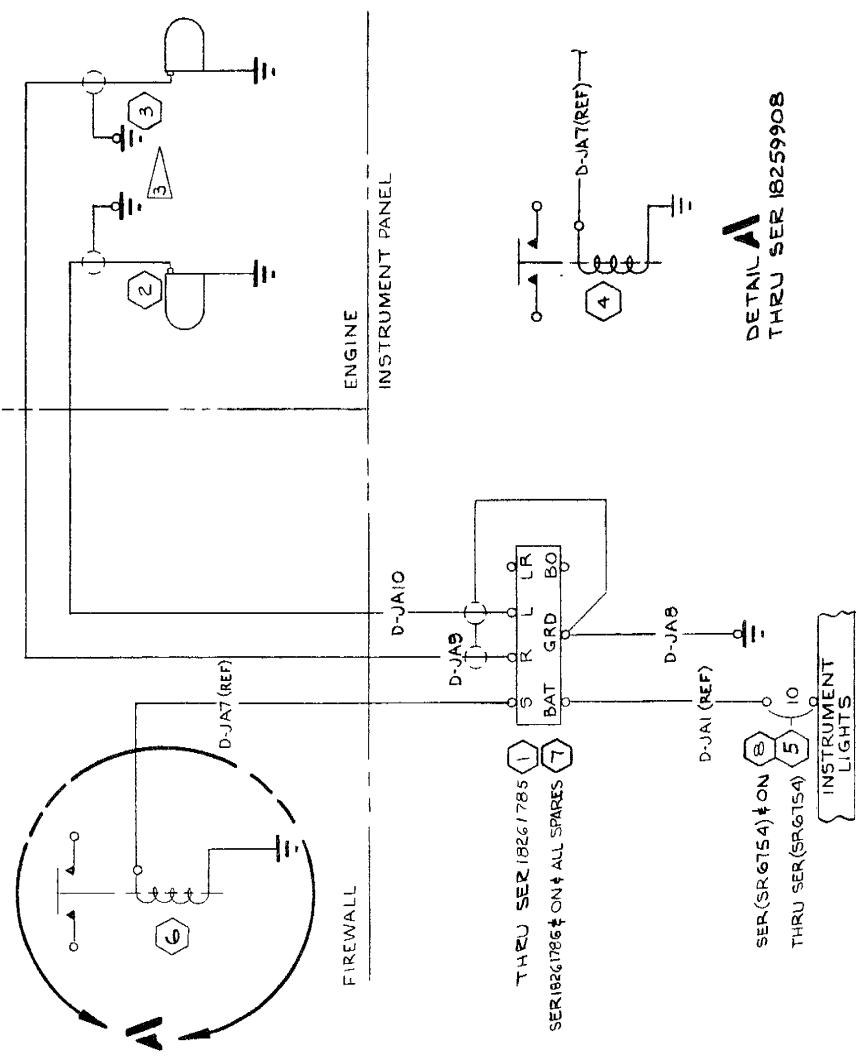 3
3
2
ENGINE
INSTRUMENT PANEL
D-JA7(REF)
4
DETAIL A
THRU SER 18259908
D-JA10
D-JA9
D-JA7 (REF)
6
A
FIREWALL
S R L LR
BAT GRD BO
THRU SER 18261785 1
SER 18261786 & ON & ALL SPARES 7
D-JA8
D-JA1 (REF)
SER (SR6754) & ON 8
THRU SER (SR6754) 5
10
INSTRUMENT
LIGHTS